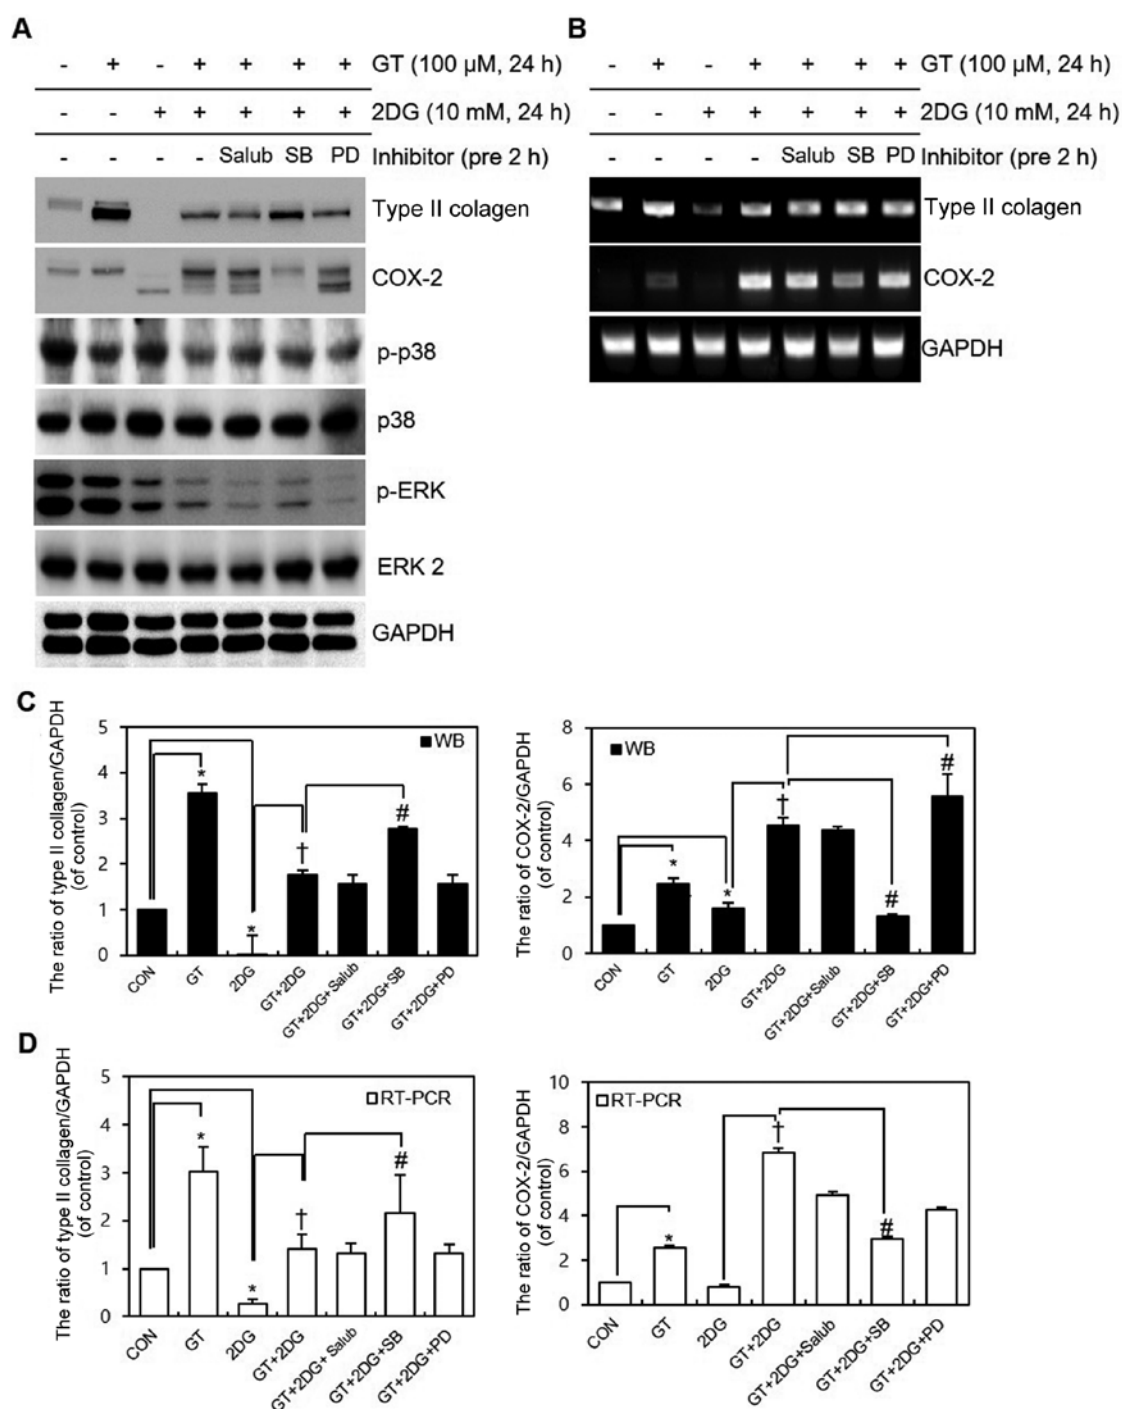 A
- + - + + + + GT (100 µM, 24 h)
- - + + + + + 2DG (10 mM, 24 h)
- - - - Salub SB PD Inhibitor (pre 2 h)
Type II colagen
COX-2
p-p38
p38
p-ERK
ERK 2
GAPDH
B
- + - + + + + GT (100 µM, 24 h)
- - + + + + + 2DG (10 mM, 24 h)
- - - - Salub SB PD Inhibitor (pre 2 h)
Type II colagen
COX-2
GAPDH
C
The ratio of type II collagen/GAPDH
(of control)
5
4
3
2
1
0
WB
*
*
†
#
CON
GT
2DG
GT+2DG
GT+2DG+Salub
GT+2DG+SB
GT+2DG+PD
The ratio of COX-2/GAPDH
(of control)
8
6
4
2
0
WB
*
*
†
#
#
CON
GT
2DG
GT+2DG
GT+2DG+Salub
GT+2DG+SB
GT+2DG+PD
D
The ratio of type II collagen/GAPDH
(of control)
5
4
3
2
1
0
RT-PCR
*
*
†
#
CON
GT
2DG
GT+2DG
GT+2DG+Salub
GT+2DG+SB
GT+2DG+PD
The ratio of COX-2/GAPDH
(of control)
10
8
6
4
2
0
RT-PCR
*
†
#
CON
GT
2DG
GT+2DG
GT+2DG+Salub
GT+2DG+SB
GT+2DG+PD